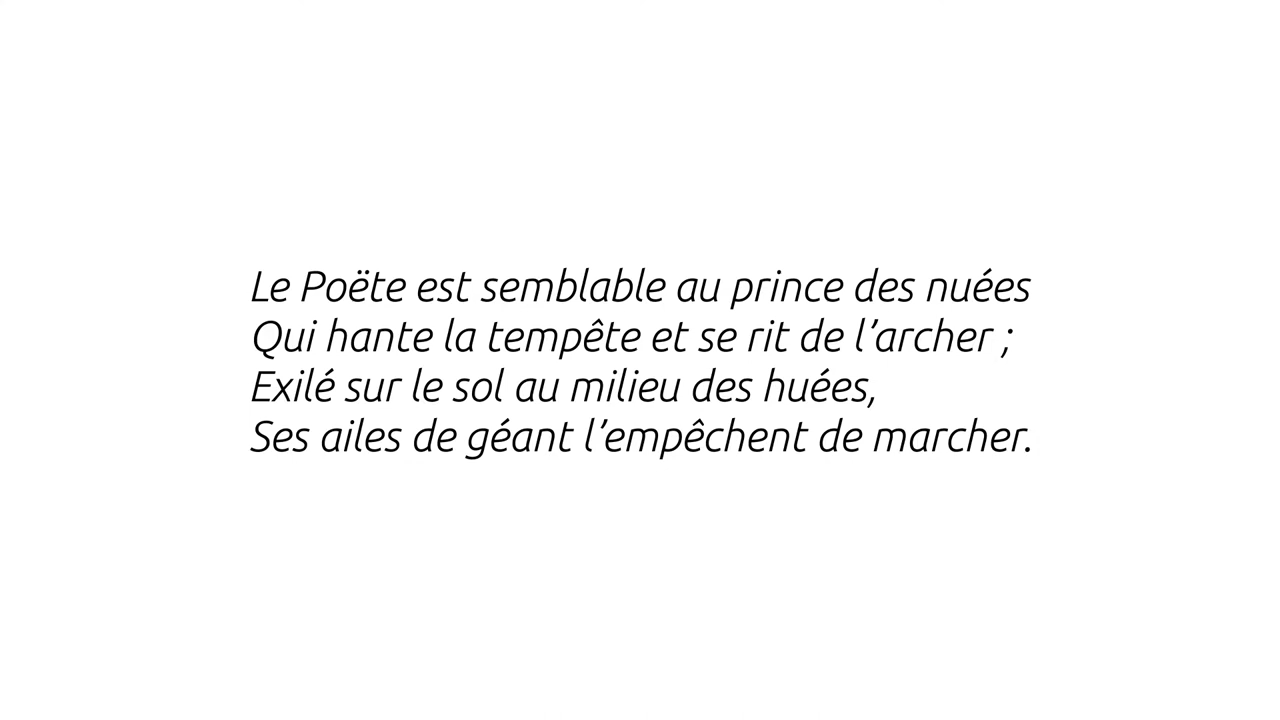 Le Poëte est semblable au prince des nuées
Qui hante la tempête et se rit de l’archer ;
Exilé sur le sol au milieu des huées,
Ses ailes de géant l’empêchent de marcher.